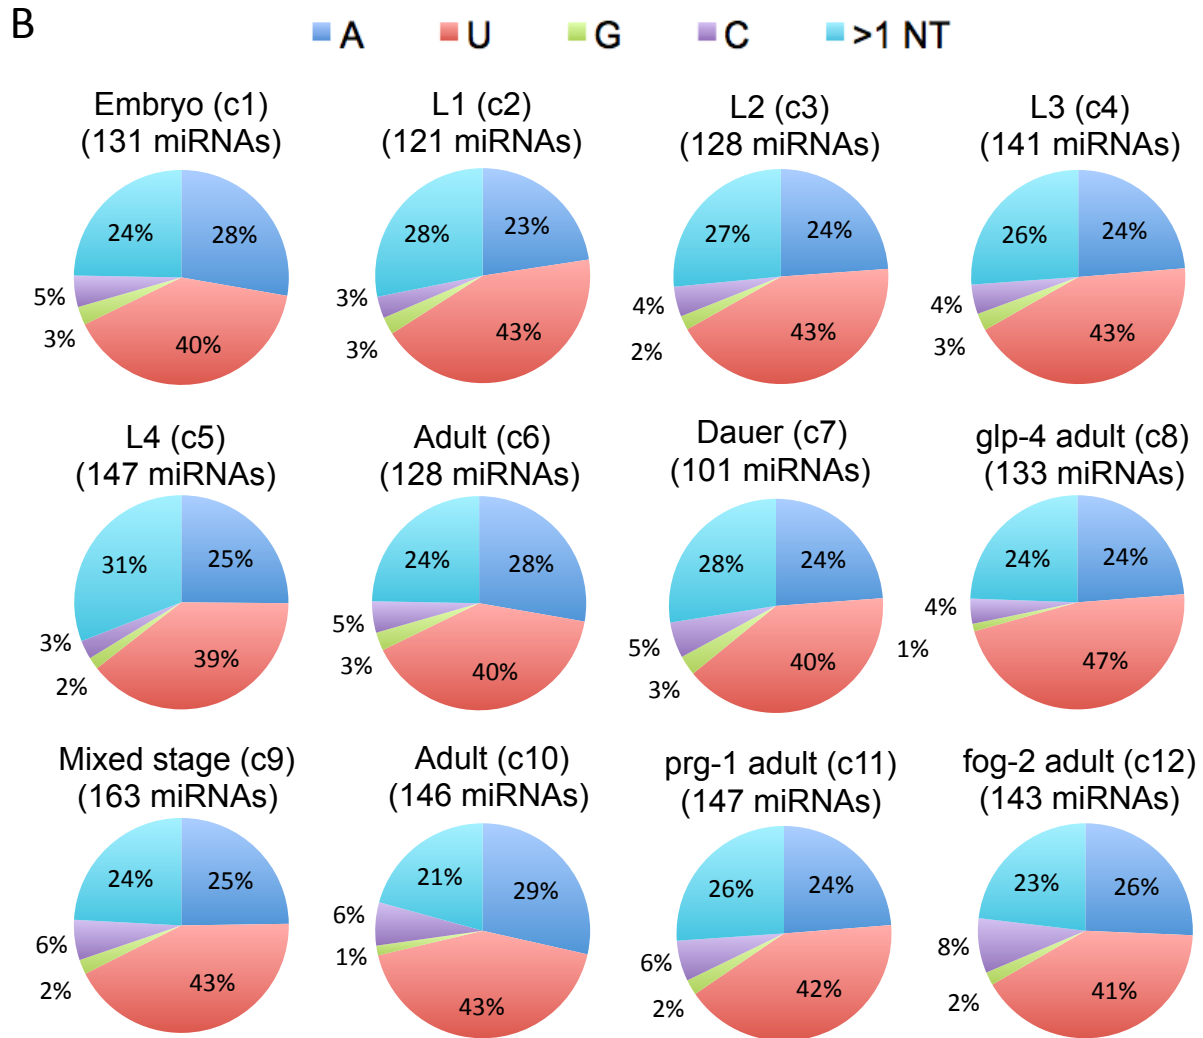 B
A U G C >1 NT
Embryo (c1)
(131 miRNAs)
24% 28%
5%
3%
40%
L1 (c2)
(121 miRNAs)
28% 23%
3%
3%
43%
L2 (c3)
(128 miRNAs)
27% 24%
4%
2%
43%
L3 (c4)
(141 miRNAs)
26% 24%
4%
3%
43%
L4 (c5)
(147 miRNAs)
31% 25%
3%
2%
39%
Adult (c6)
(128 miRNAs)
24% 28%
5%
3%
40%
Dauer (c7)
(101 miRNAs)
28% 24%
5%
3%
40%
glp-4 adult (c8)
(133 miRNAs)
24% 24%
4%
1%
47%
Mixed stage (c9)
(163 miRNAs)
24% 25%
6%
2%
43%
Adult (c10)
(146 miRNAs)
21% 29%
6%
1%
43%
prg-1 adult (c11)
(147 miRNAs)
26% 24%
6%
2%
42%
fog-2 adult (c12)
(143 miRNAs)
23% 26%
8%
2%
41%